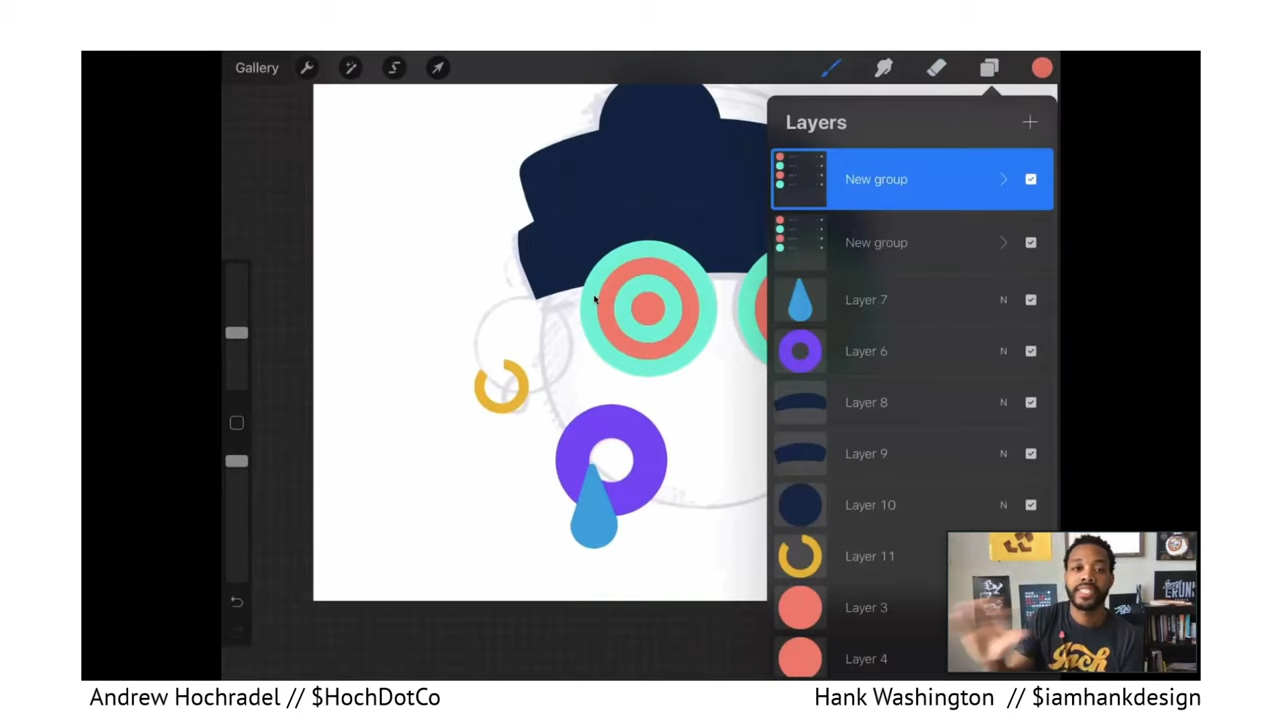 Gallery
Layers
New group
New group
Layer 7 N
Layer 6 N
Layer 8 N
Layer 9 N
Layer 10 N
Layer 11
Layer 3
Layer 4
Andrew Hochradel // $HochDotCo
Hank Washington // $iamhankdesign